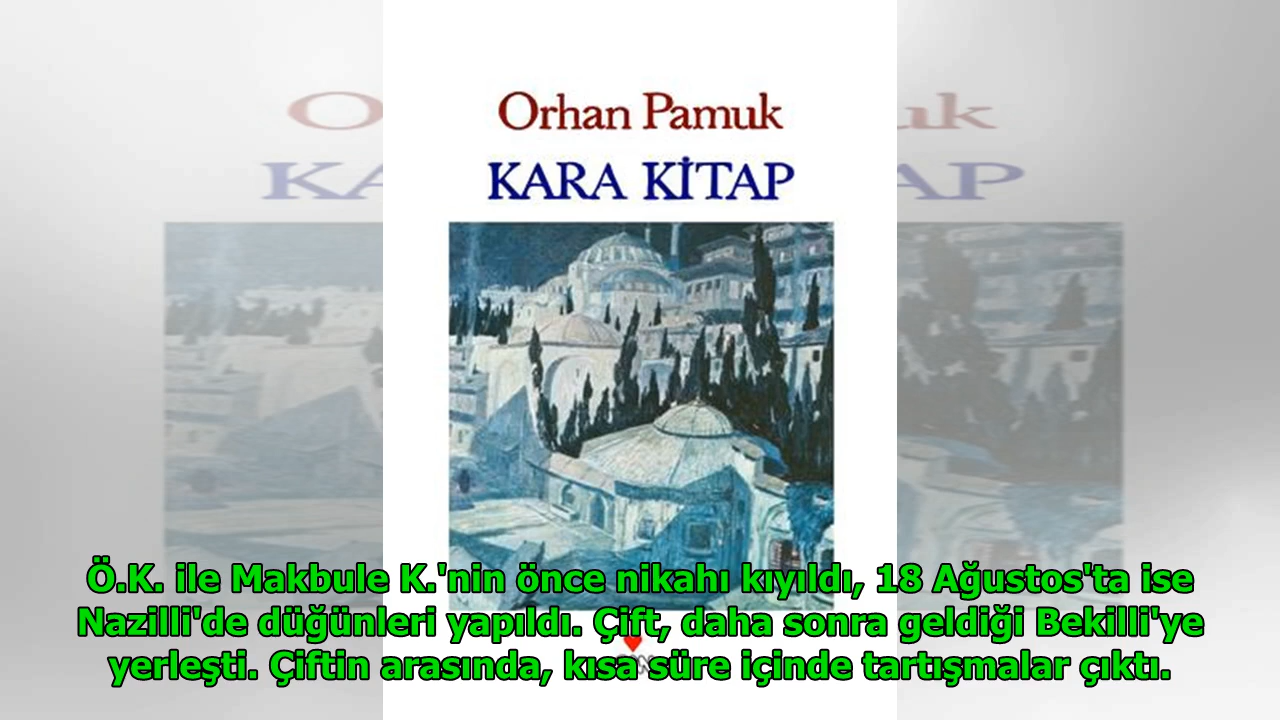 Orhan Pamuk
KARA KİTAP
Ö.K. ile Makbule K.'nin önce nikahı kıyıldı, 18 Ağustos'ta ise
Nazilli'de düğünleri yapıldı. Çift, daha sonra geldiği Bekilli'ye
yerleşti. Çiftin arasında, kısa süre içinde tartışmalar çıktı.